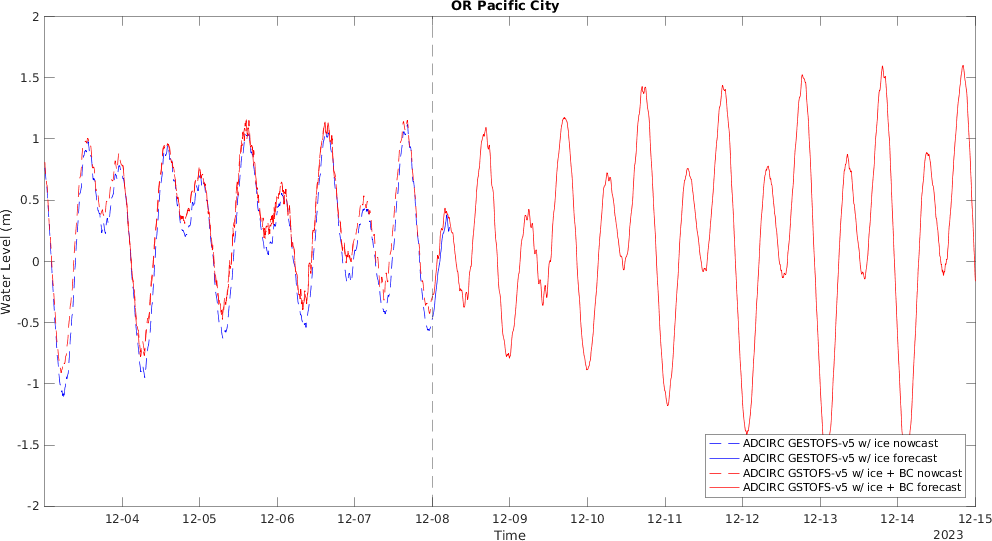 OR Pacific City
2
1.5
1
0.5
0
-0.5
-1
-1.5
-2
Water Level (m)
12-04 12-05 12-06 12-07 12-08 12-09 12-10 12-11 12-12 12-13 12-14 12-15
Time
2023
ADCIRC GESTOFS-v5 w/ ice nowcast
ADCIRC GESTOFS-v5 w/ ice forecast
ADCIRC GSTOFS-v5 w/ ice + BC nowcast
ADCIRC GSTOFS-v5 w/ ice + BC forecast